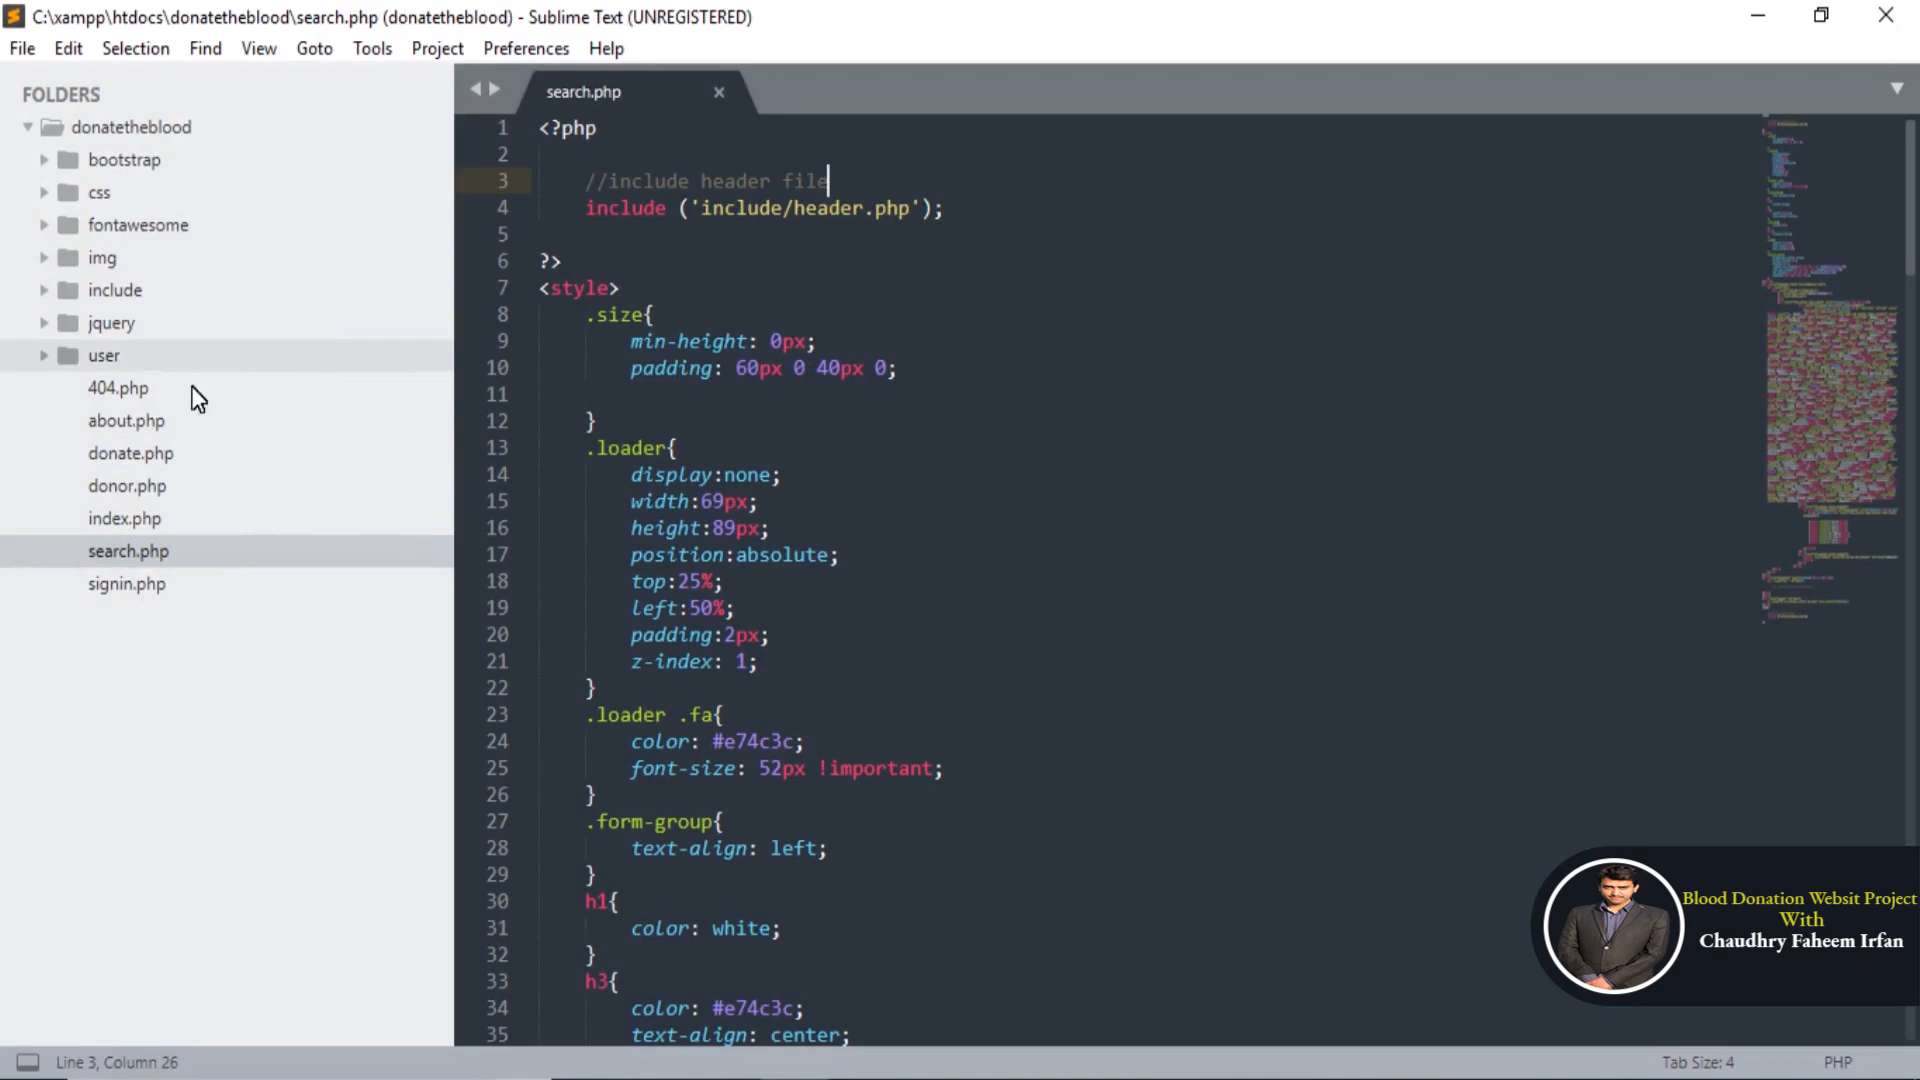 C:\xampp\htdocs\donatetheblood\search.php (donatetheblood) - Sublime Text (UNREGISTERED)
File Edit Selection Find View Goto Tools Project Preferences Help
FOLDERS
donatetheblood
bootstrap
css
fontawesome
img
include
jquery
user
404.php
about.php
donate.php
donor.php
index.php
search.php
signin.php
search.php
1 <?php
2
3 //include header file
4 include ('include/header.php');
5
6 ?>
7 <style>
8 .size{
9 min-height: 0px;
10 padding: 60px 0 40px 0;
11
12 }
13 .loader{
14 display:none;
15 width:69px;
16 height:89px;
17 position:absolute;
18 top:25%;
19 left:50%;
20 padding:2px;
21 z-index: 1;
22 }
23 .loader .fa{
24 color: #e74c3c;
25 font-size: 52px !important;
26 }
27 .form-group{
28 text-align: left;
29 }
30 h1{
31 color: white;
32 }
33 h3{
34 color: #e74c3c;
35 text-align: center;
Blood Donation Websit Project
With
Chaudhry Faheem Irfan
Line 3, Column 26
Tab Size: 4
PHP